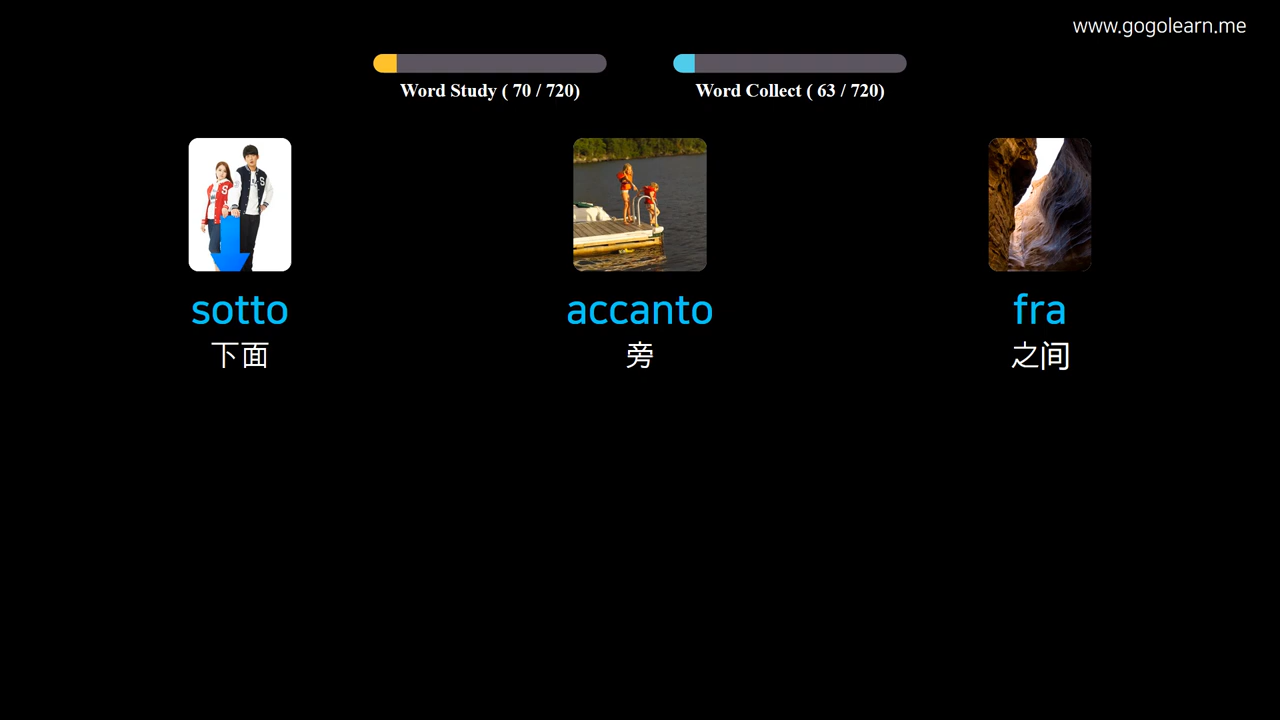 www.gogolearn.me
Word Study ( 70 / 720)
Word Collect ( 63 / 720)
sotto
下面
accanto
旁
fra
之间